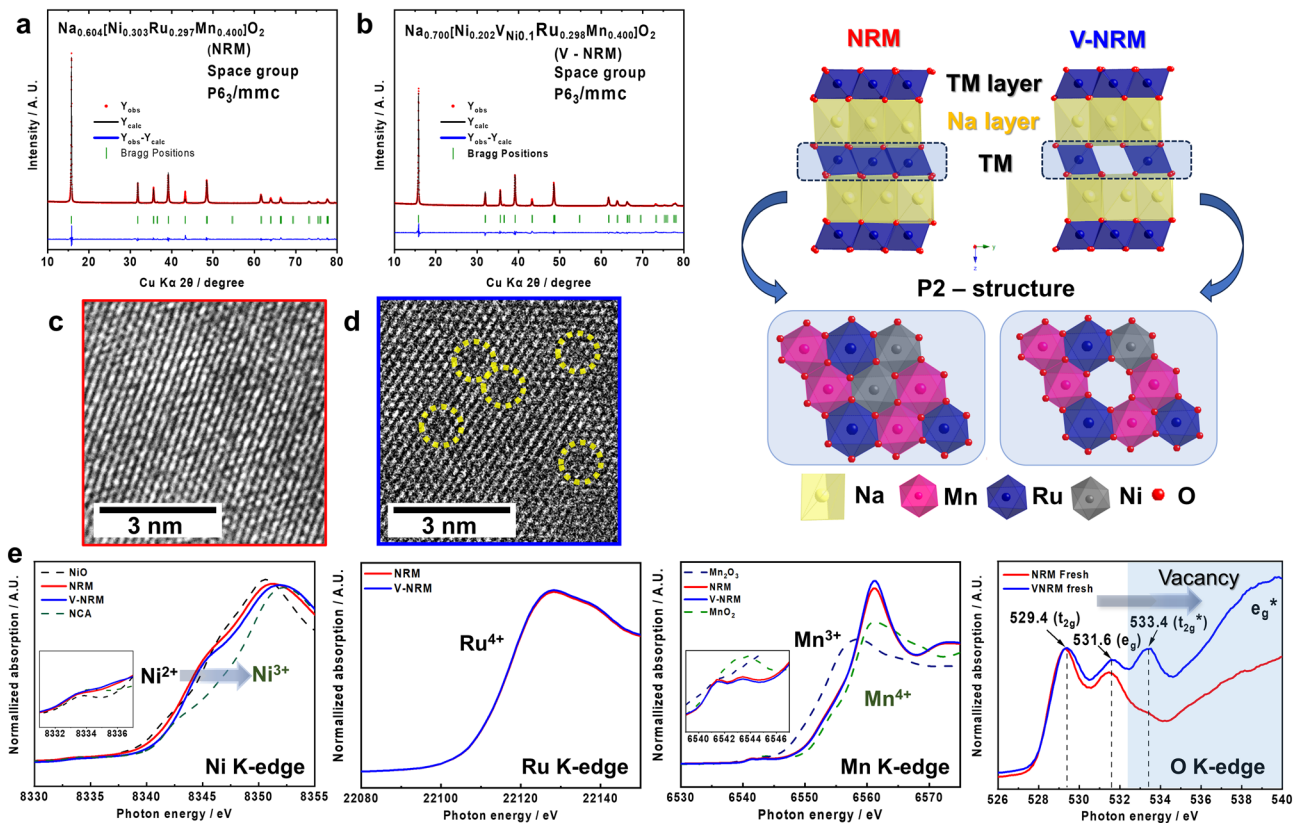 a
Na0.604[Ni0.303Ru0.297Mn0.400]O2
(NRM)
Space group
P63/mmc
Yobs
Ycalc
Yobs-Ycalc
Bragg Positions
Intensity / A. U.
10 20 30 40 50 60 70 80
Cu Kα 2θ / degree
b
Na0.700[Ni0.202VNi0.1Ru0.298Mn0.400]O2
(V - NRM)
Space group
P63/mmc
Yobs
Ycalc
Yobs-Ycalc
Bragg Positions
Intensity / A. U.
10 20 30 40 50 60 70 80
Cu Kα 2θ / degree
NRM V-NRM
TM layer
Na layer
TM
y
z
P2 – structure
Na Mn Ru Ni O
c
3 nm
d
3 nm
e
NiO
NRM
V-NRM
NCA
Ni2+ Ni3+
8332 8334 8336
Ni K-edge
Normallized absorption / A.U.
8330 8335 8340 8345 8350 8355
Photon energy / eV
NRM
V-NRM
Ru4+
Ru K-edge
Normallized absorption / A.U.
22080 22100 22120 22140
Photon energy / eV
Mn2O3
NRM
V-NRM
MnO2
Mn3+
Mn4+
6540 6542 6544 6546
Mn K-edge
Normallized absorption / A.U.
6530 6540 6550 6560 6570
Photon energy / eV
NRM Fresh
VNRM fresh
Vacancy
529.4 (t2g)
531.6 (eg)
533.4 (t2g*)
eg*
O K-edge
Normallized absorption / A.U.
526 528 530 532 534 536 538 540
Photon energy / eV